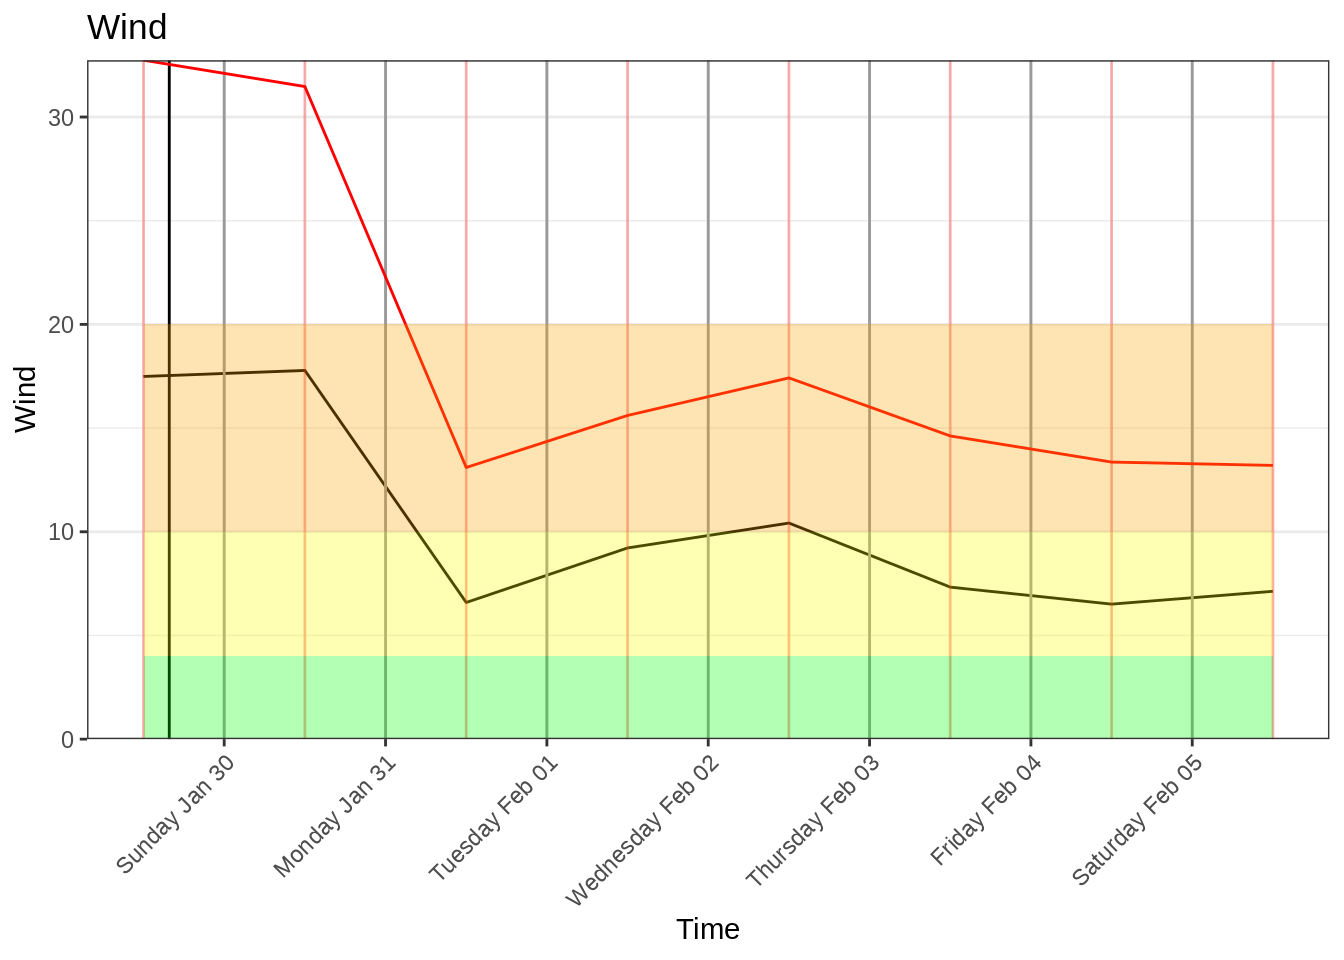 Wind
30
20
10
0
Wind
Sunday Jan 30
Monday Jan 31
Tuesday Feb 01
Wednesday Feb 02
Thursday Feb 03
Friday Feb 04
Saturday Feb 05
Time